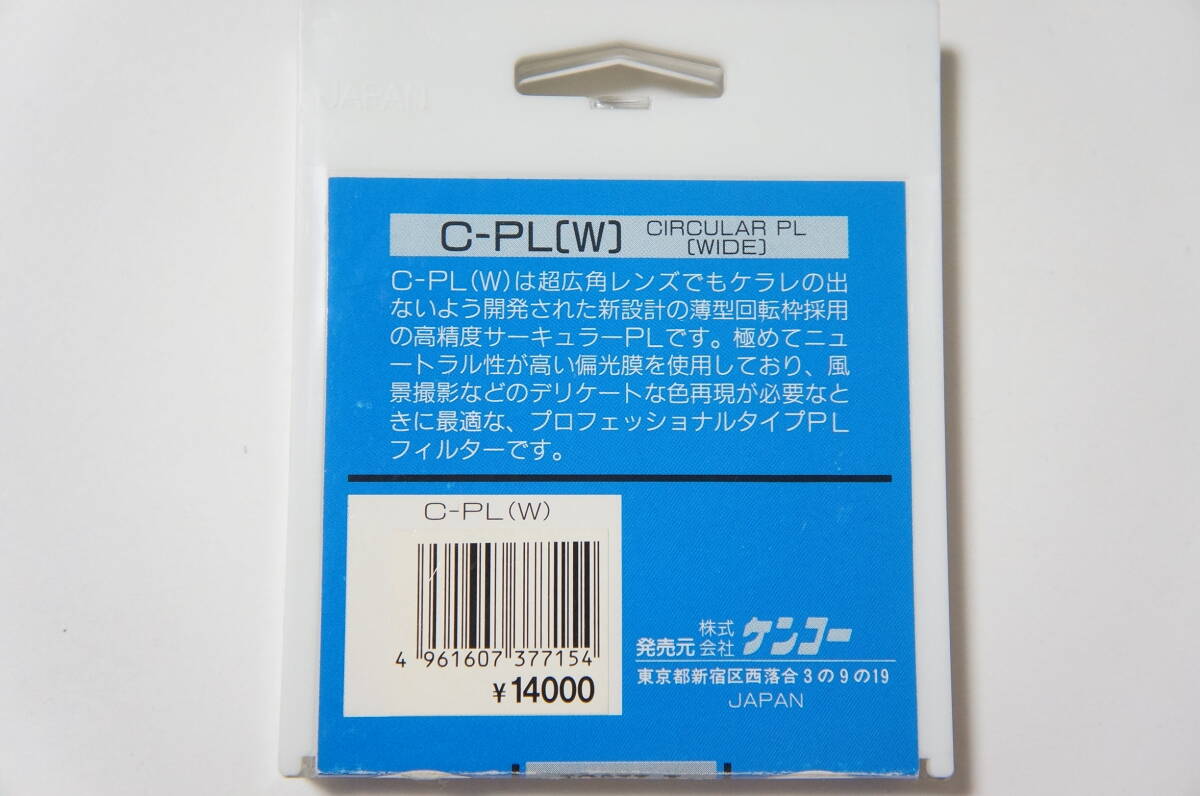 JAPAN
C-PL(W) CIRCULAR PL
(WIDE)
C-PL(W)は超広角レンズでもケラレの出
ないよう開発された新設計の薄型回転枠採用
の高精度サーキュラーPLです。極めてニュ
ートラル性が高い偏光膜を使用しており、風
景撮影などのデリケートな色再現が必要なと
きに最適な、プロフェッショナルタイプPL
フィルターです。
C-PL(W)
4 961607 377154
¥14000
発売元 株式会社 ケンコー
東京都新宿区西落合3の9の19
JAPAN